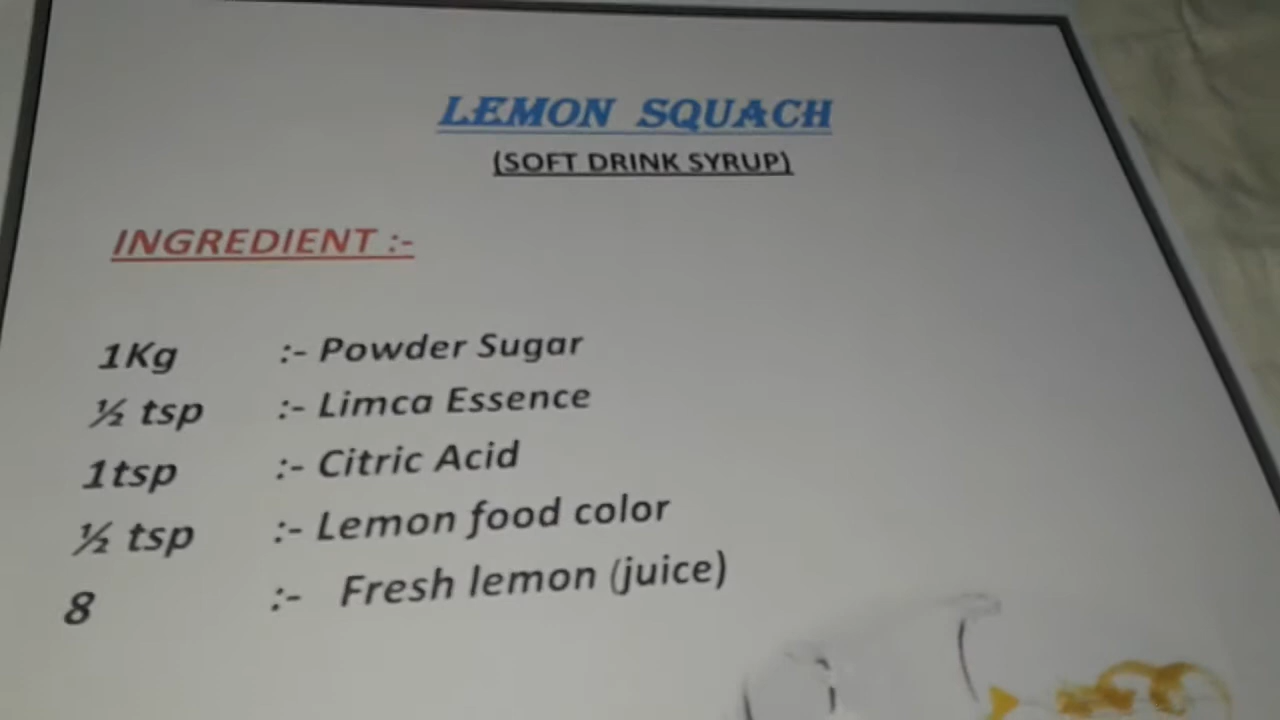 LEMON SQUACH
(SOFT DRINK SYRUP)
INGREDIENT :-
1Kg :- Powder Sugar
½ tsp :- Limca Essence
1tsp :- Citric Acid
½ tsp :- Lemon food color
8 :- Fresh lemon (juice)